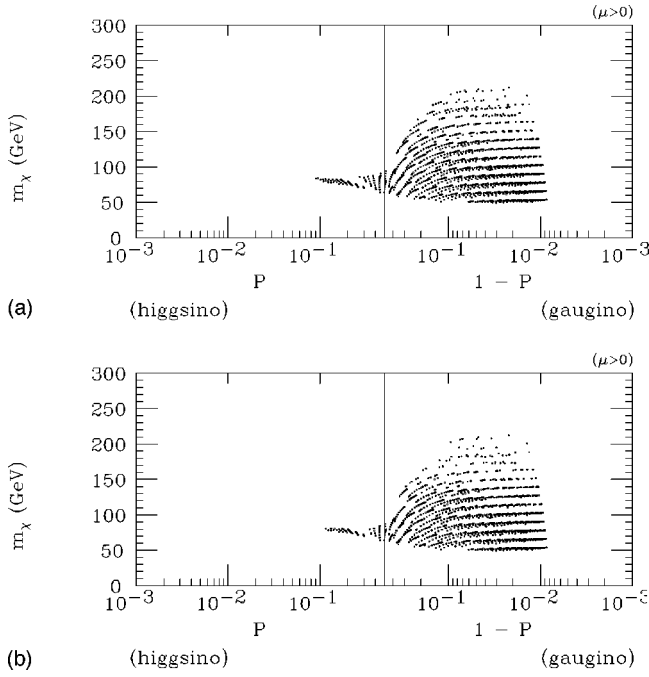 (μ>0)
300
250
200
150
100
50
0
m_χ (GeV)
10⁻³ 10⁻² 10⁻¹ 10⁻¹ 10⁻² 10⁻³
P 1 − P
(a) (higgsino) (gaugino)
(μ>0)
300
250
200
150
100
50
0
m_χ (GeV)
10⁻³ 10⁻² 10⁻¹ 10⁻¹ 10⁻² 10⁻³
P 1 − P
(b) (higgsino) (gaugino)